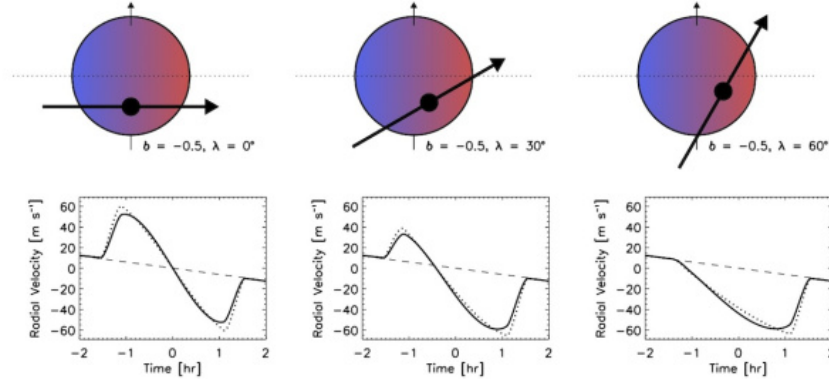 b = −0.5, λ = 0°
b = −0.5, λ = 30°
b = −0.5, λ = 60°
Radial Velocity [m s⁻¹]
60
40
20
0
−20
−40
−60
−2 −1 0 1 2
Time [hr]
Radial Velocity [m s⁻¹]
60
40
20
0
−20
−40
−60
−2 −1 0 1 2
Time [hr]
Radial Velocity [m s⁻¹]
60
40
20
0
−20
−40
−60
−2 −1 0 1 2
Time [hr]